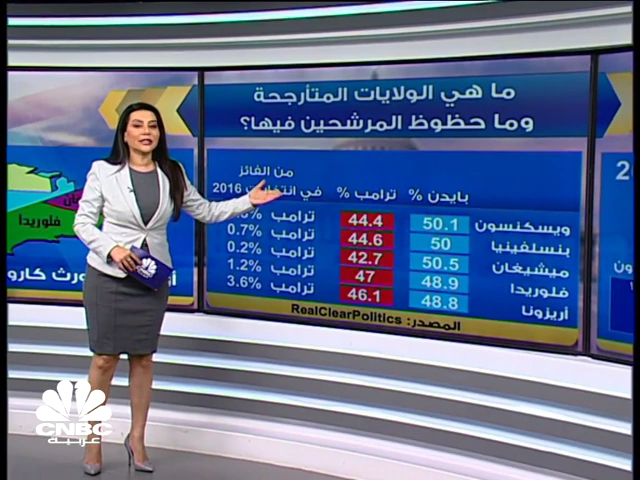 ما هي الولايات المتأرجحة
وما حظوظ المرشحين فيها؟
من الفائز
بايدن % ترامب % في انتخابات 2016
ويسكنسون 50.1 44.4 ترامب
بنسلفينيا 50 44.6 ترامب 0.7%
ميشيغان 50.5 42.7 ترامب 0.2%
فلوريدا 48.9 47 ترامب 1.2%
أريزونا 48.8 46.1 ترامب 3.6%
المصدر: RealClearPolitics
فلوريدا
CNBC
عربية